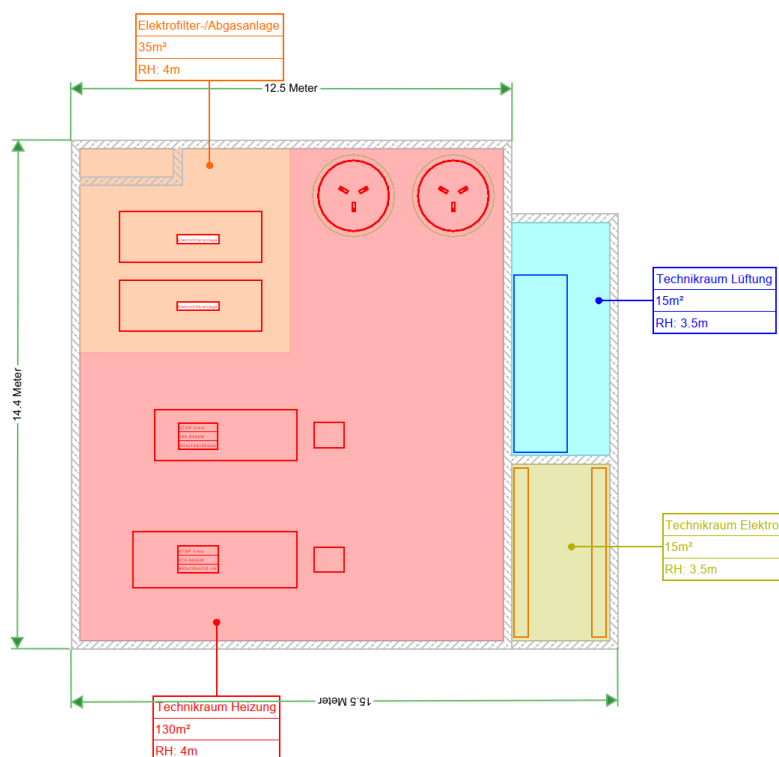 Elektrofilter-/Abgasanlage
35m²
RH: 4m
12.5 Meter
14.4 Meter
Technikraum Lüftung
15m²
RH: 3.5m
Technikraum Elektro
15m²
RH: 3.5m
15.5 Meter
Technikraum Heizung
130m²
RH: 4m